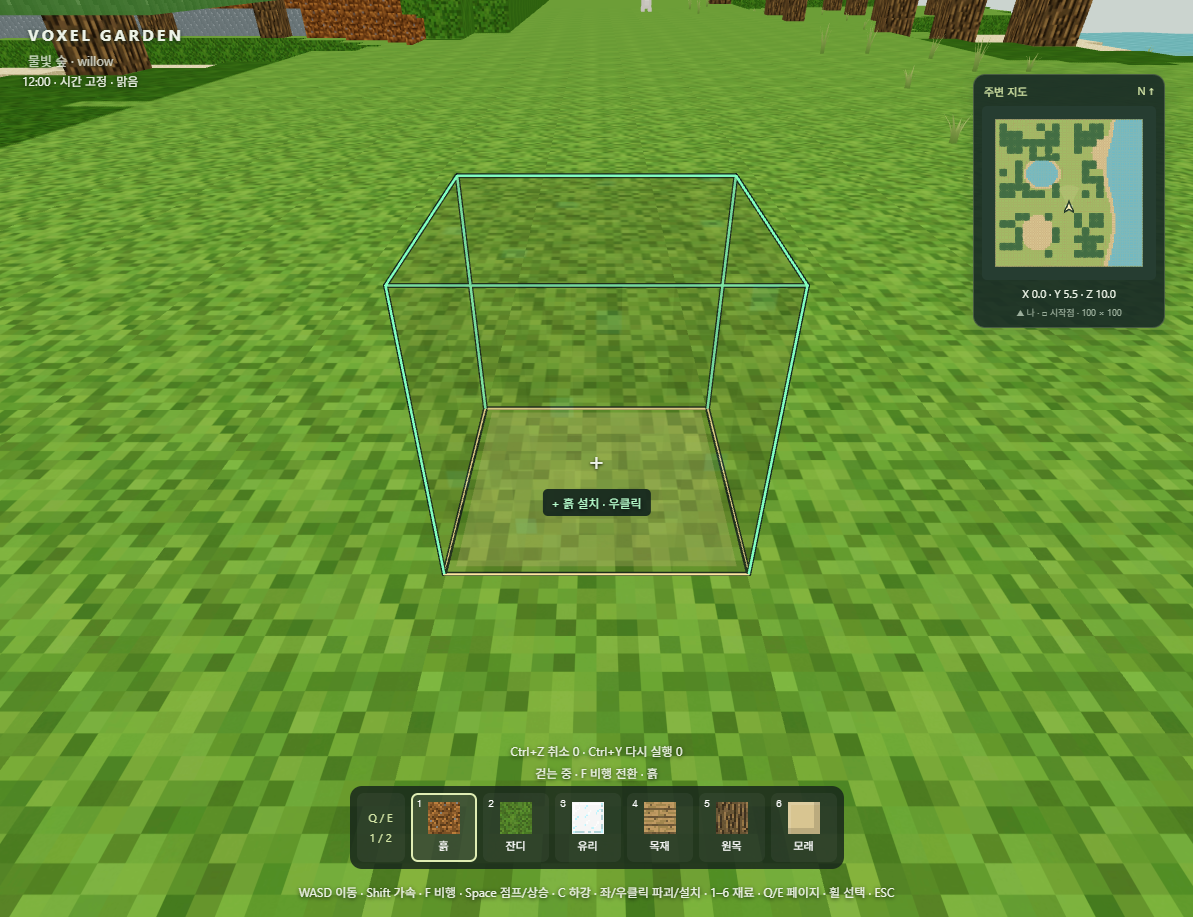 VOXEL GARDEN
물빛 숲 · willow
12:00 · 시간 고정 · 맑음
주변 지도 N ↑
X 0.0 · Y 5.5 · Z 10.0
▲ 나 · □ 시작점 · 100 × 100
+ 흙 설치 · 우클릭
Ctrl+Z 취소 0 · Ctrl+Y 다시 실행 0
걷는 중 · F 비행 전환 · 흙
Q / E
1 / 2
1 흙
2 잔디
3 유리
4 목재
5 원목
6 모래
WASD 이동 · Shift 가속 · F 비행 · Space 점프/상승 · C 하강 · 좌/우클릭 파괴/설치 · 1–6 재료 · Q/E 페이지 · 휠 선택 · ESC